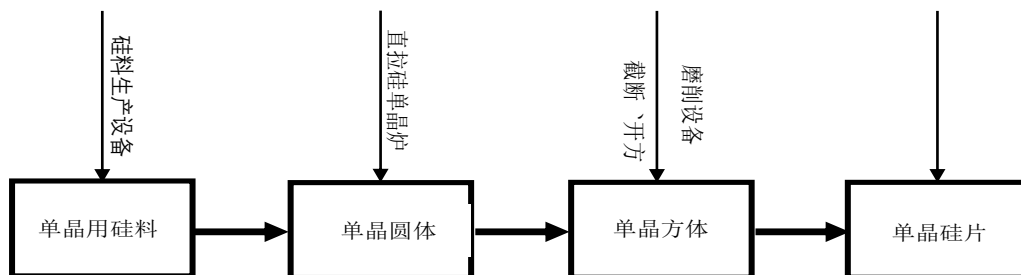 硅料生产设备
直拉硅单晶炉
截断、开方
磨削设备
单晶用硅料
单晶圆体
单晶方体
单晶硅片